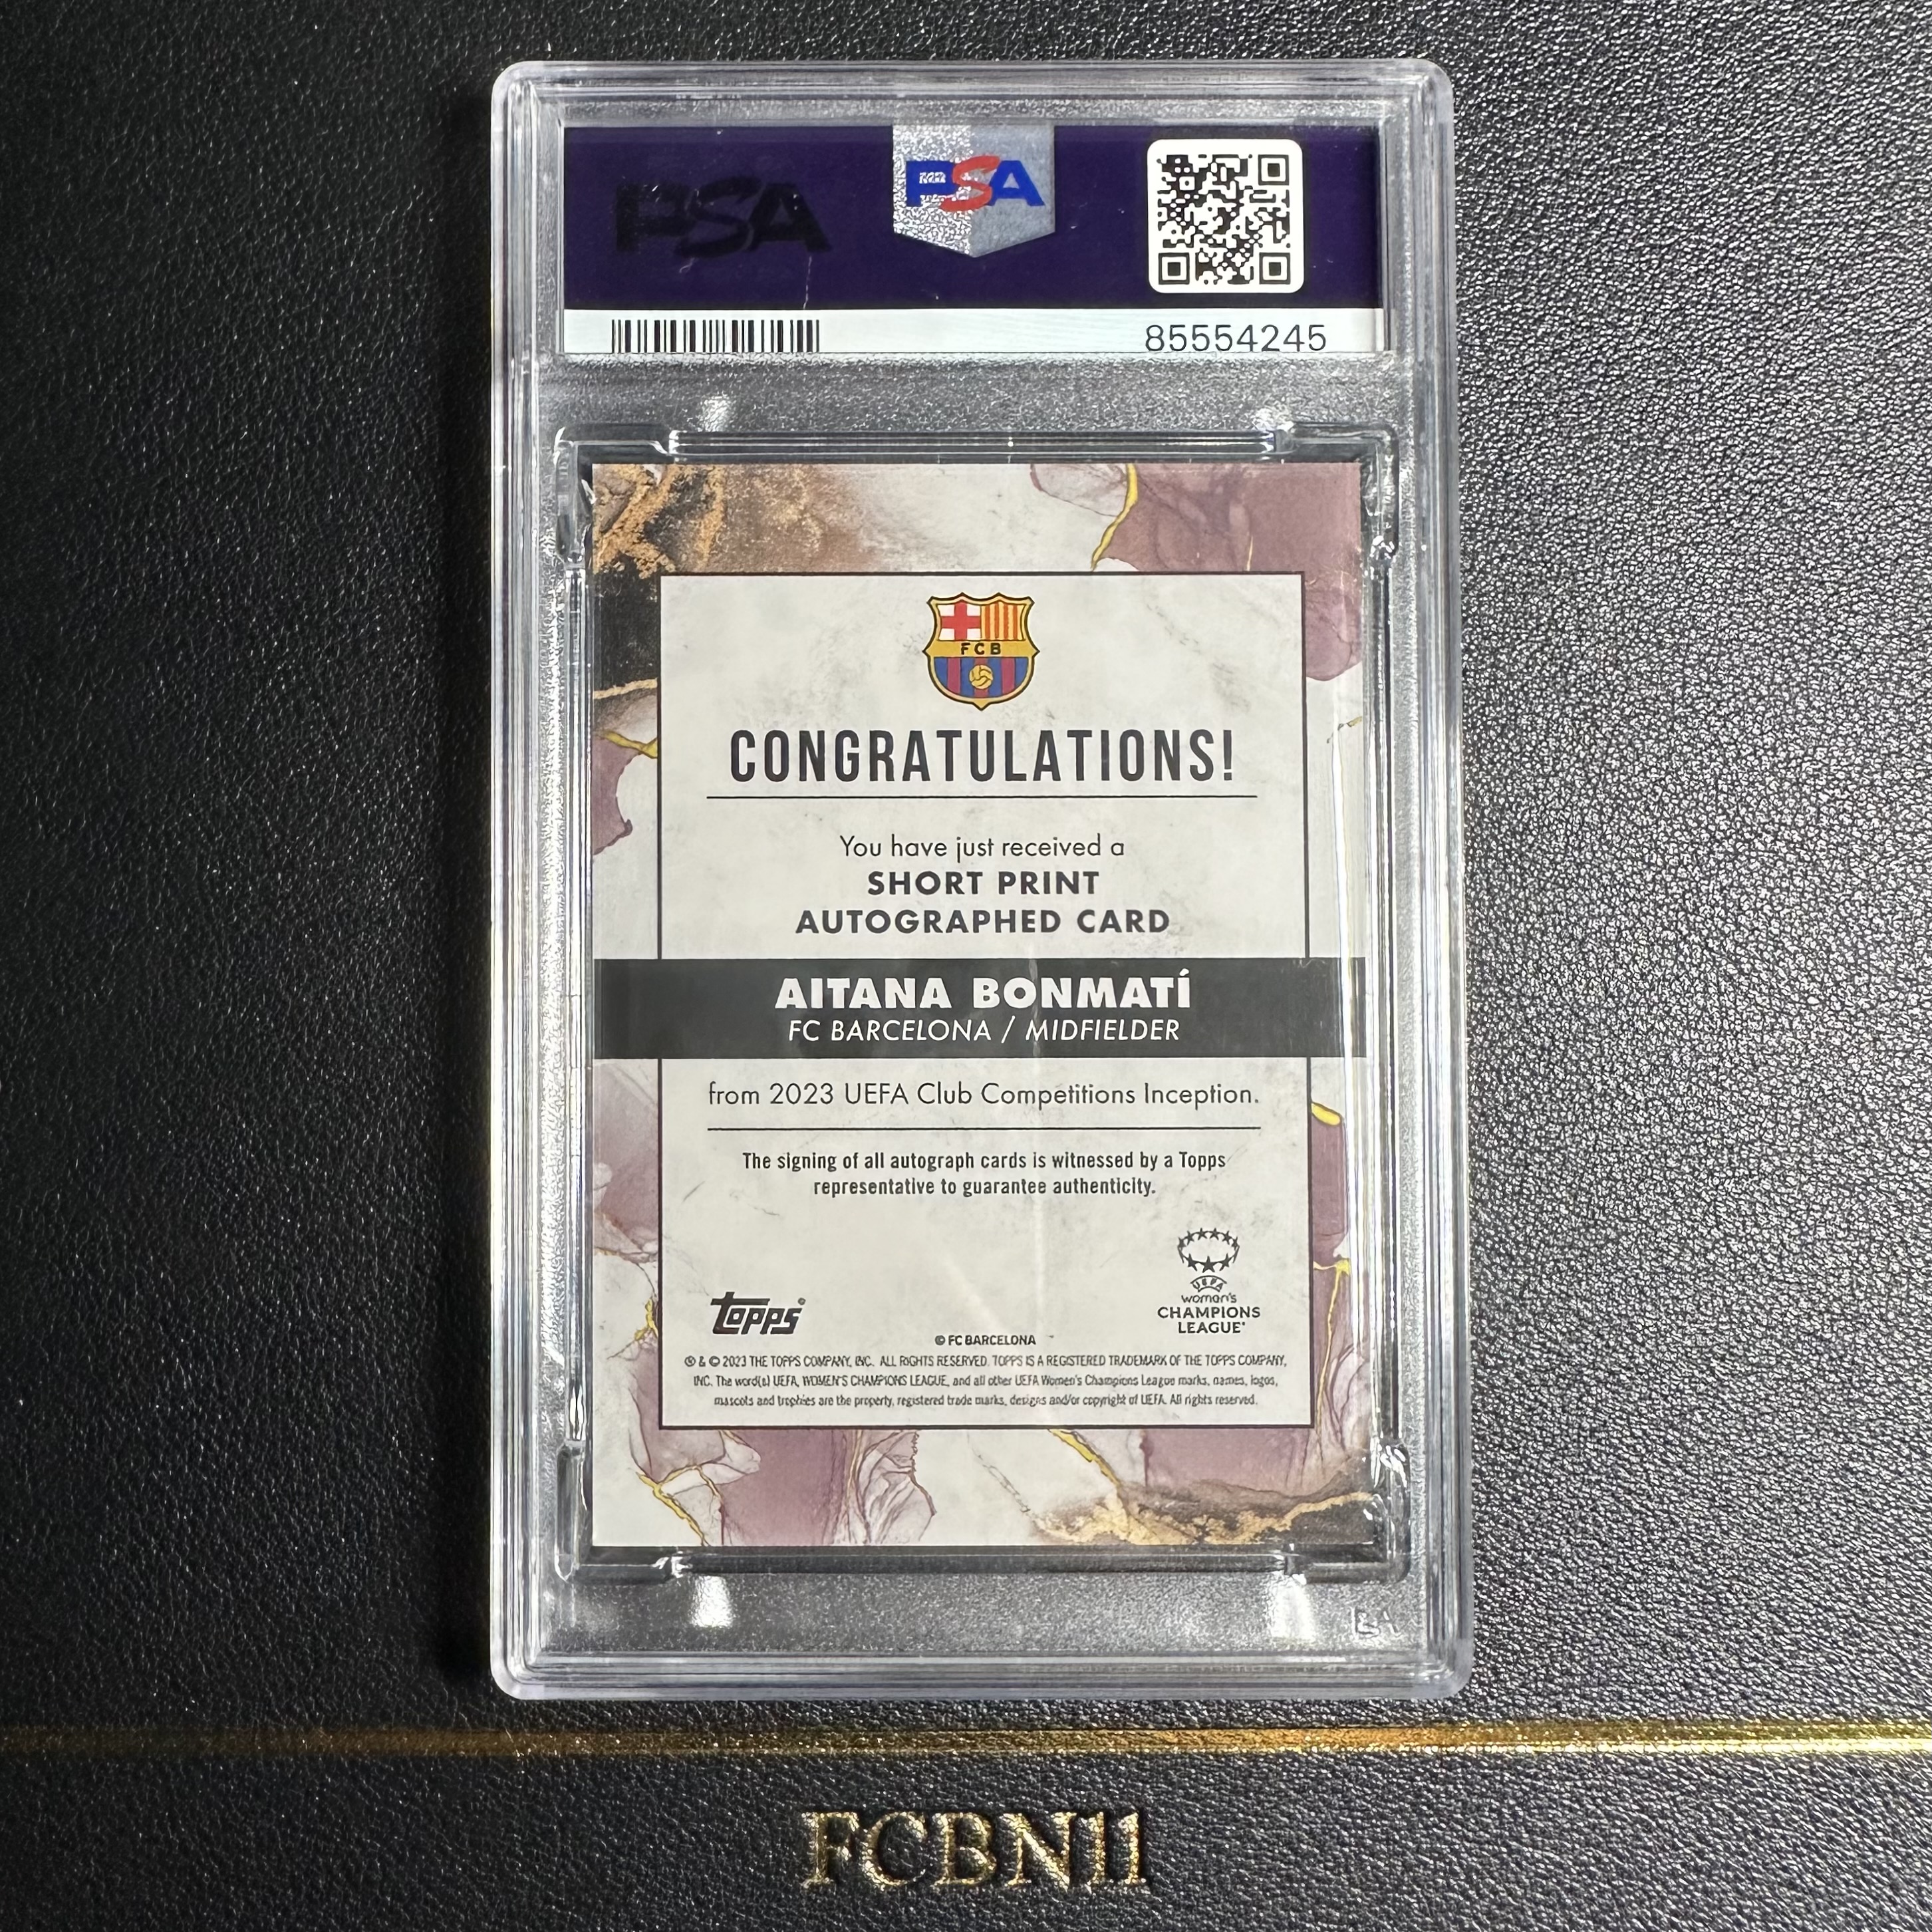 PSA
PSA
85554245
FCB
CONGRATULATIONS!
You have just received a
SHORT PRINT
AUTOGRAPHED CARD
AITANA BONMATÍ
FC BARCELONA / MIDFIELDER
from 2023 UEFA Club Competitions Inception.
The signing of all autograph cards is witnessed by a Topps
representative to guarantee authenticity.
UEFA
women's
CHAMPIONS
LEAGUE
topps
© FC BARCELONA
® & © 2023 THE TOPPS COMPANY, INC. ALL RIGHTS RESERVED. TOPPS IS A REGISTERED TRADEMARK OF THE TOPPS COMPANY,
INC. The word(s) UEFA, WOMEN'S CHAMPIONS LEAGUE, and all other UEFA Women's Champions League marks, names, logos,
mascots and trophies are the property, registered trade marks, designs and/or copyright of UEFA. All rights reserved.
FCBN11